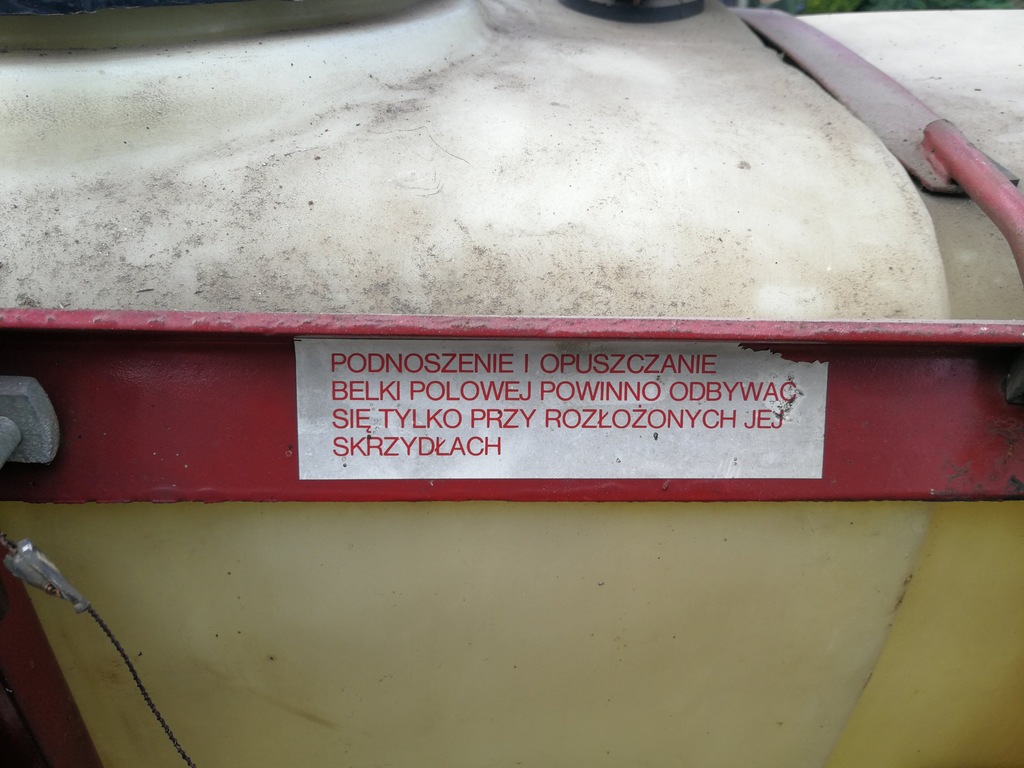 PODNOSZENIE I OPUSZCZANIE
BELKI POLOWEJ POWINNO ODBYWAĆ
SIĘ TYLKO PRZY ROZŁOŻONYCH JEJ
SKRZYDŁACH